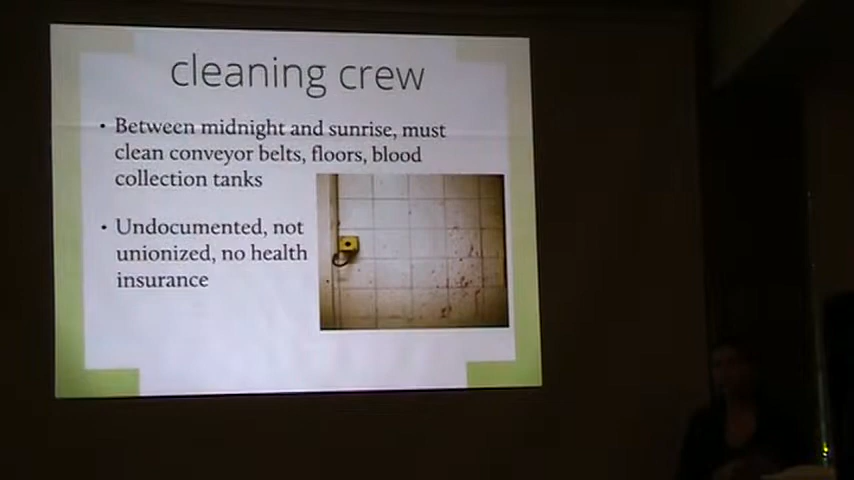 cleaning crew
• Between midnight and sunrise, must
clean conveyor belts, floors, blood
collection tanks
• Undocumented, not
unionized, no health
insurance